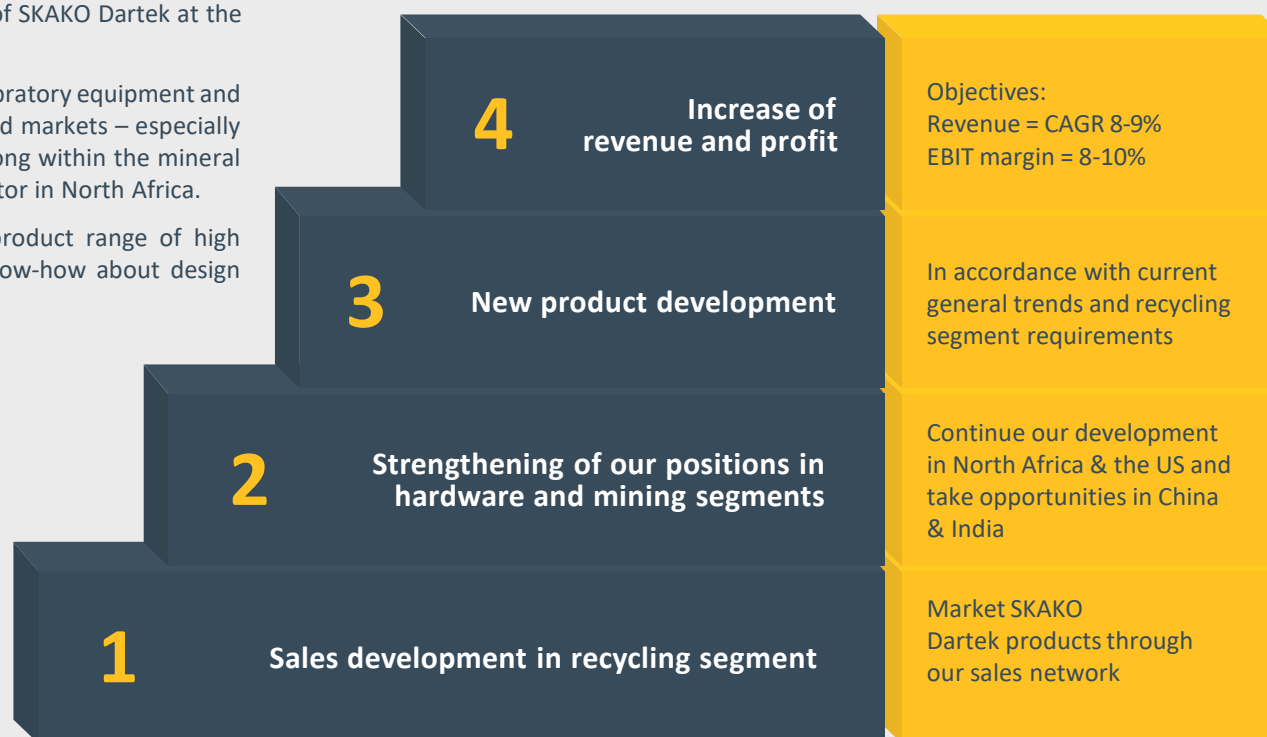 of SKAKO Dartek at the
oratory equipment and
d markets – especially
ong within the mineral
tor in North Africa.
product range of high
ow-how about design
4
Increase of
revenue and profit
Objectives:
Revenue = CAGR 8-9%
EBIT margin = 8-10%
3
New product development
In accordance with current
general trends and recycling
segment requirements
2
Strengthening of our positions in
hardware and mining segments
Continue our development
in North Africa & the US and
take opportunities in China
& India
1
Sales development in recycling segment
Market SKAKO
Dartek products through
our sales network